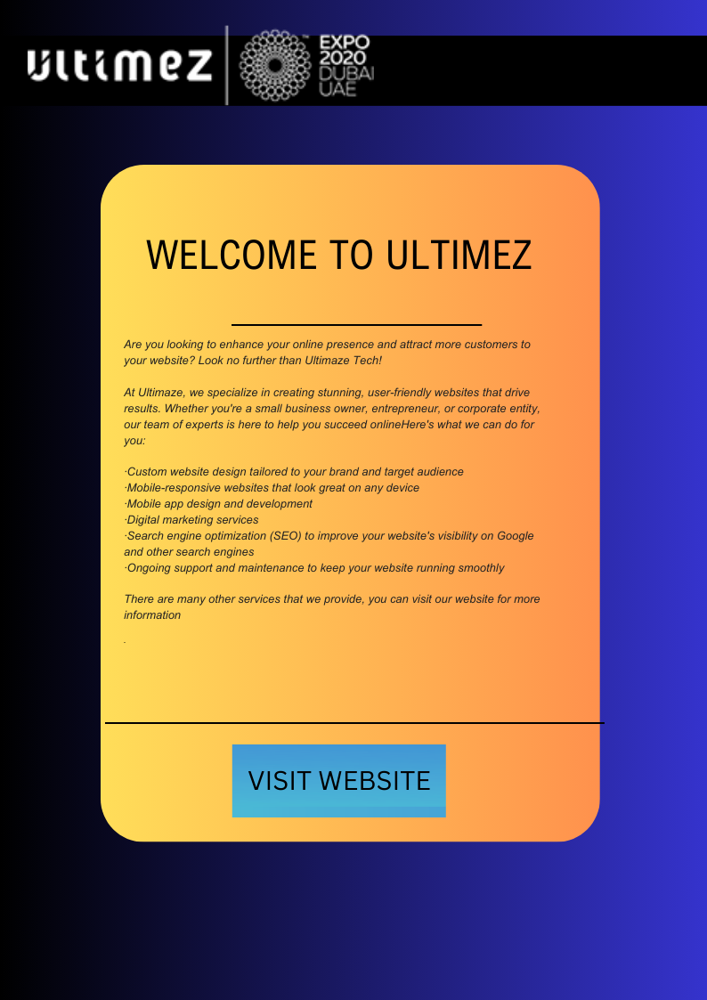 ultimez
EXPO
2020
DUBAI
UAE
WELCOME TO ULTIMEZ
Are you looking to enhance your online presence and attract more customers to
your website? Look no further than Ultimaze Tech!
At Ultimaze, we specialize in creating stunning, user-friendly websites that drive
results. Whether you're a small business owner, entrepreneur, or corporate entity,
our team of experts is here to help you succeed onlineHere's what we can do for
you:
·Custom website design tailored to your brand and target audience
·Mobile-responsive websites that look great on any device
·Mobile app design and development
·Digital marketing services
·Search engine optimization (SEO) to improve your website's visibility on Google
and other search engines
·Ongoing support and maintenance to keep your website running smoothly
There are many other services that we provide, you can visit our website for more
information
.
VISIT WEBSITE